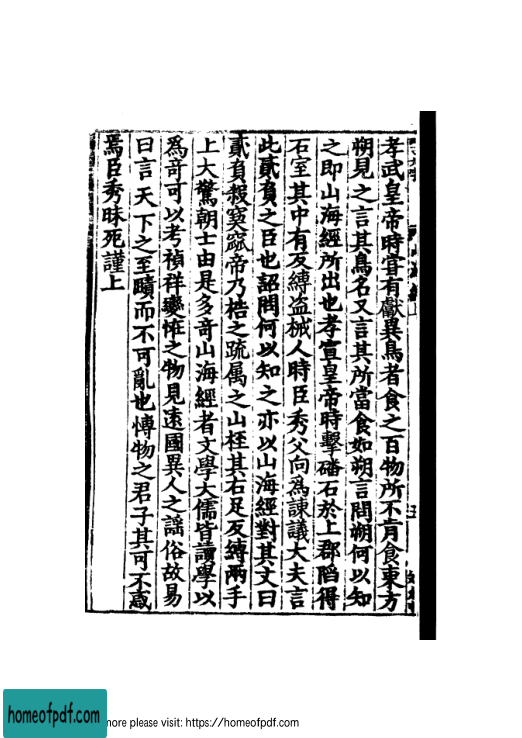 孝武皇帝時嘗有獻異鳥者食之百物所不肯食東方
朔見之言其鳥名又言其所當食如朔言問朔何以知
之即山海經所出也孝宣皇帝時擊磻石於上郡陷得
石室其中有反縛盗械人時臣秀父向為諫議大夫言
此貳負之臣也詔問何以知之亦以山海經對其文曰
貳負殺窫窳帝乃梏之疏属之山桎其右足反縛兩手
上大驚朝士由是多奇山海經者文學大儒皆讀學以
為奇可以考禎祥變恠之物見遠國異人之謡俗故易
曰言天下之至賾而不可亂也博物之君子其可不惑
焉臣秀昧死謹上
homeofpdf.com
more please visit: https://homeofpdf.com